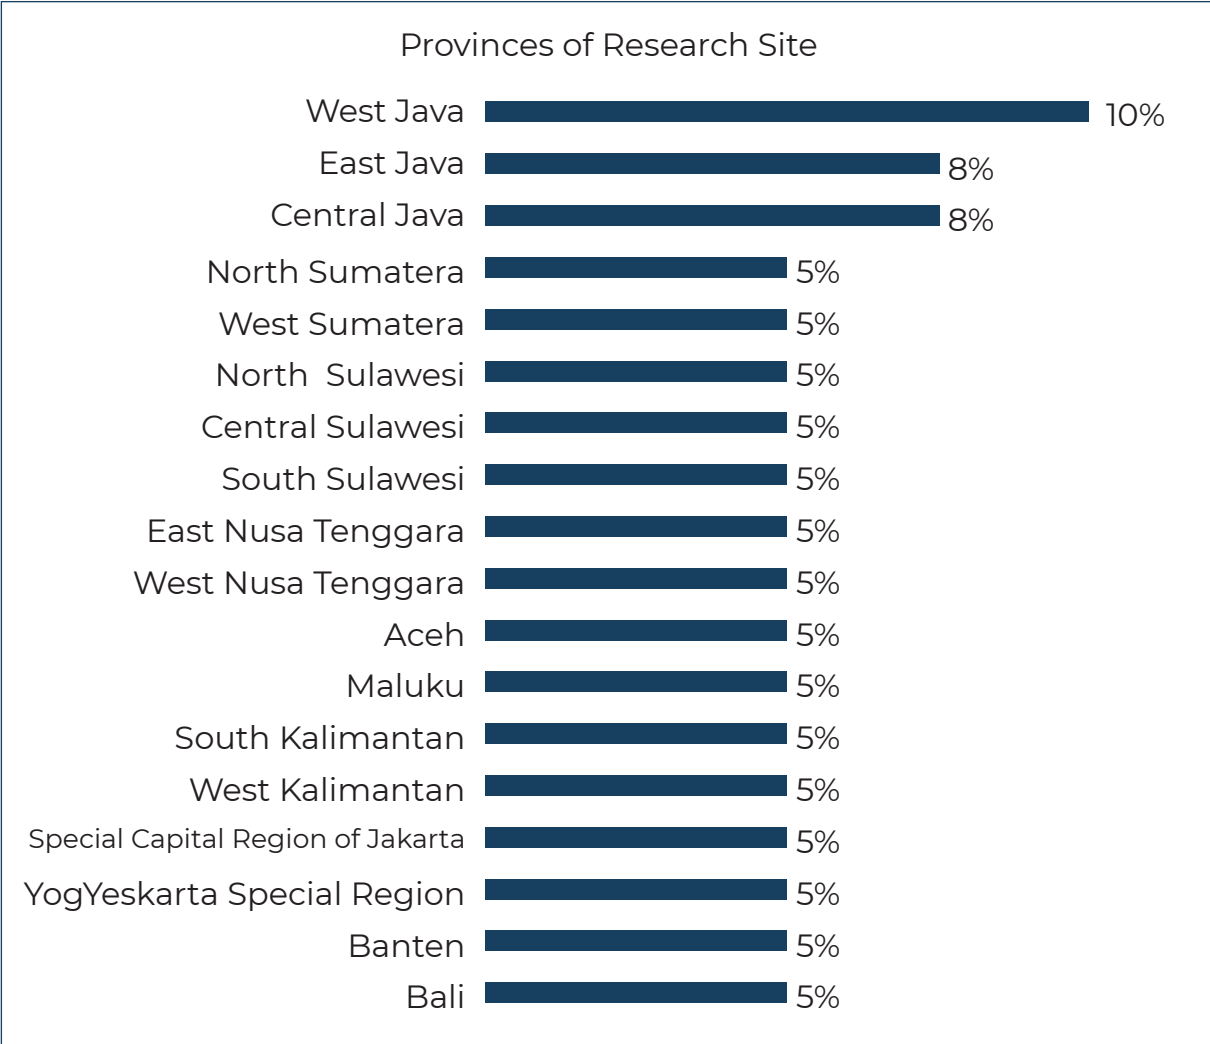 Provinces of Research Site
West Java 10%
East Java 8%
Central Java 8%
North Sumatera 5%
West Sumatera 5%
North  Sulawesi 5%
Central Sulawesi 5%
South Sulawesi 5%
East Nusa Tenggara 5%
West Nusa Tenggara 5%
Aceh 5%
Maluku 5%
South Kalimantan 5%
West Kalimantan 5%
Special Capital Region of Jakarta 5%
YogYeskarta Special Region 5%
Banten 5%
Bali 5%